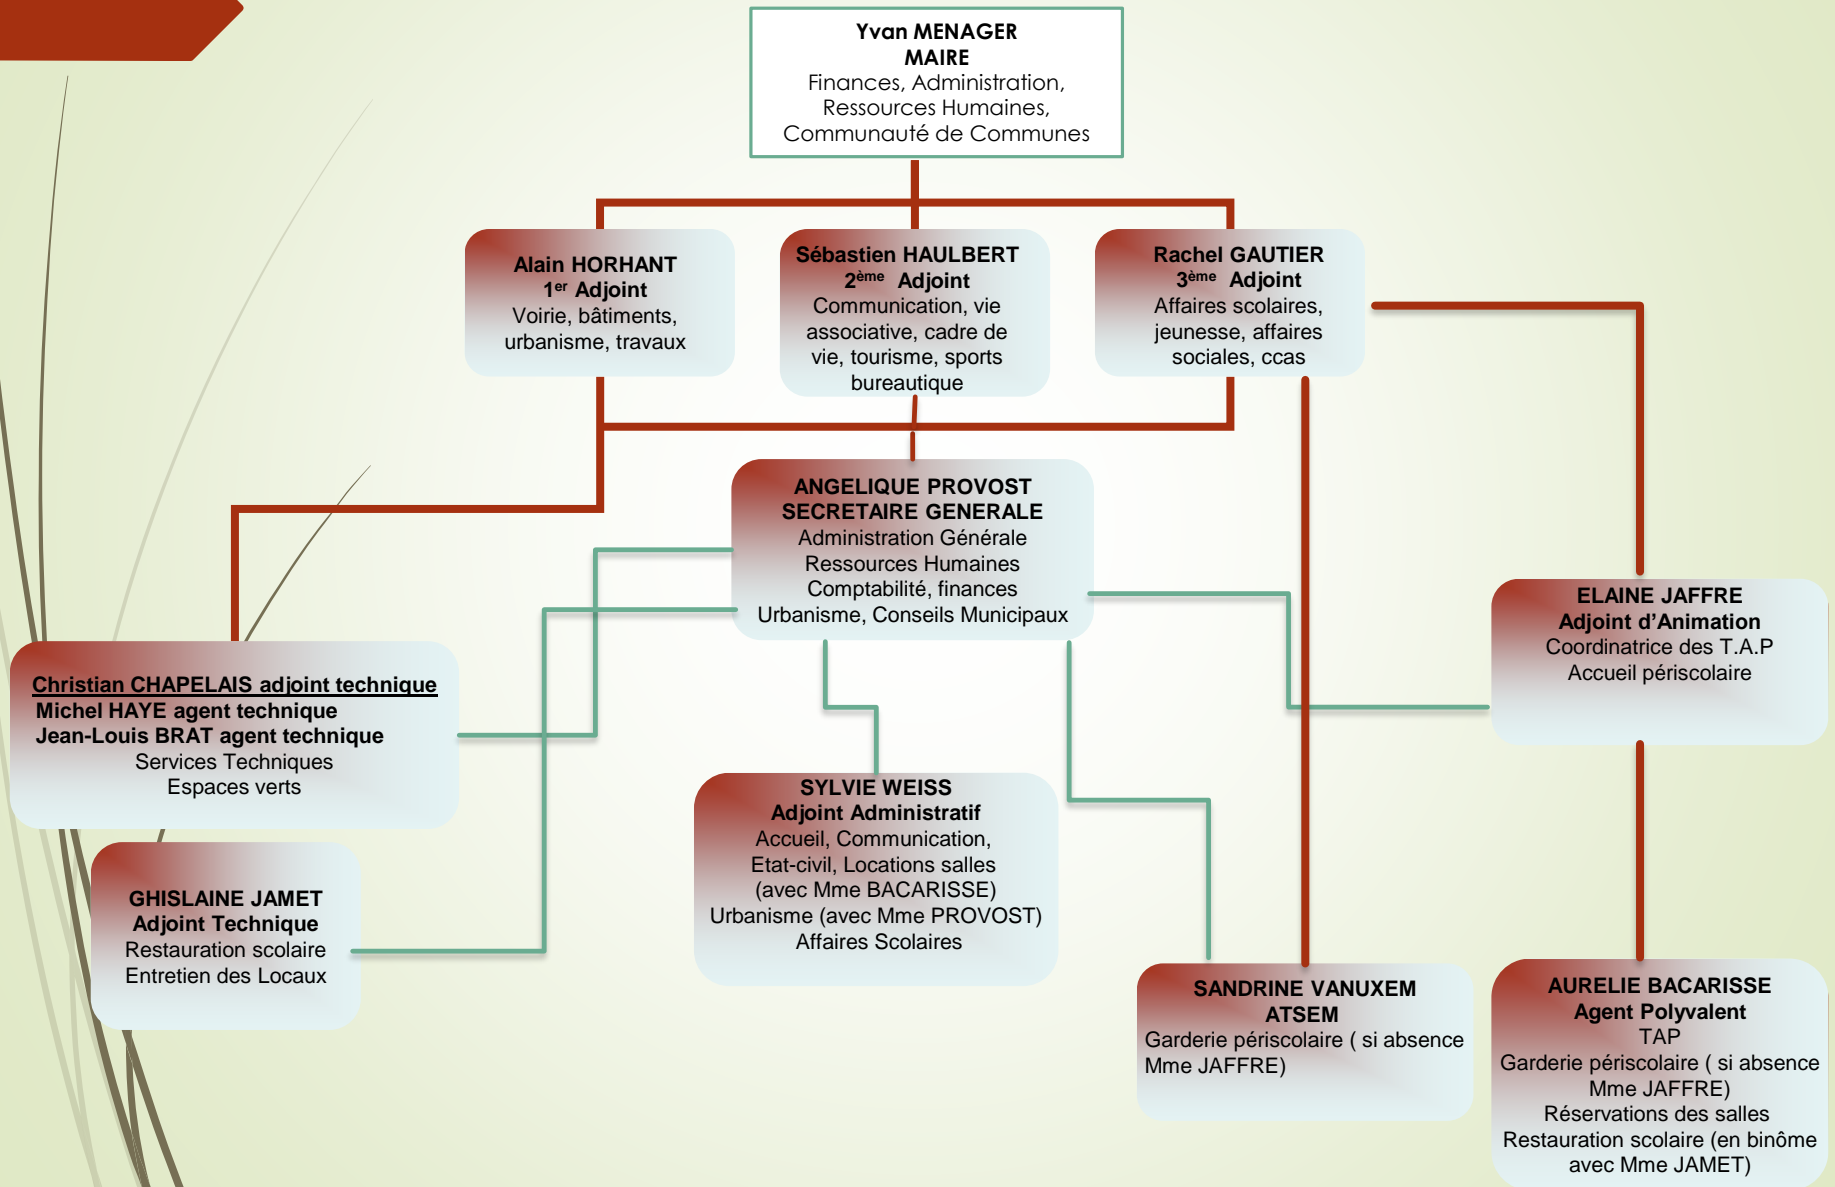 Yvan MENAGER
MAIRE
Finances, Administration,
Ressources Humaines,
Communauté de Communes
Alain HORHANT
1er Adjoint
Voirie, bâtiments,
urbanisme, travaux
Sébastien HAULBERT
2ème Adjoint
Communication, vie
associative, cadre de
vie, tourisme, sports
bureautique
Rachel GAUTIER
3ème Adjoint
Affaires scolaires,
jeunesse, affaires
sociales, ccas
ANGELIQUE PROVOST
SECRETAIRE GENERALE
Administration Générale
Ressources Humaines
Comptabilité, finances
Urbanisme, Conseils Municipaux
ELAINE JAFFRE
Adjoint d'Animation
Coordinatrice des T.A.P
Accueil périscolaire
Christian CHAPELAIS adjoint technique
Michel HAYE agent technique
Jean-Louis BRAT agent technique
Services Techniques
Espaces verts
SYLVIE WEISS
Adjoint Administratif
Accueil, Communication,
Etat-civil, Locations salles
(avec Mme BACARISSE)
Urbanisme (avec Mme PROVOST)
Affaires Scolaires
GHISLAINE JAMET
Adjoint Technique
Restauration scolaire
Entretien des Locaux
SANDRINE VANUXEM
ATSEM
Garderie périscolaire ( si absence
Mme JAFFRE)
AURELIE BACARISSE
Agent Polyvalent
TAP
Garderie périscolaire ( si absence
Mme JAFFRE)
Réservations des salles
Restauration scolaire (en binôme
avec Mme JAMET)